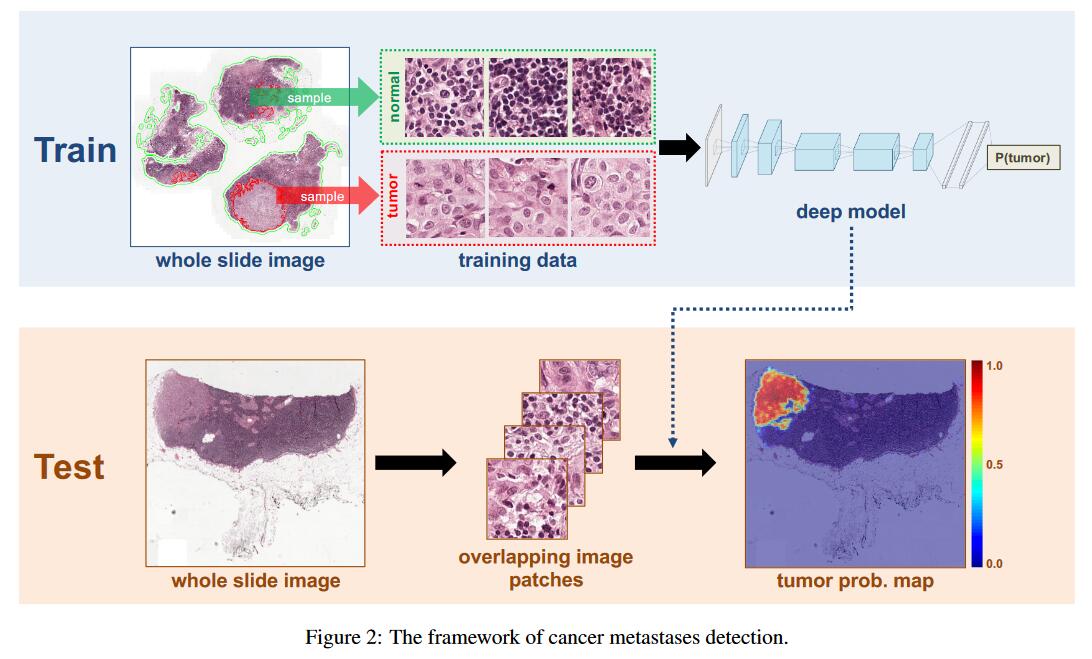 Train
sample
sample
whole slide image
normal
tumor
training data
P(tumor)
deep model
Test
whole slide image
overlapping image
patches
1.0
0.5
0.0
tumor prob. map
Figure 2: The framework of cancer metastases detection.